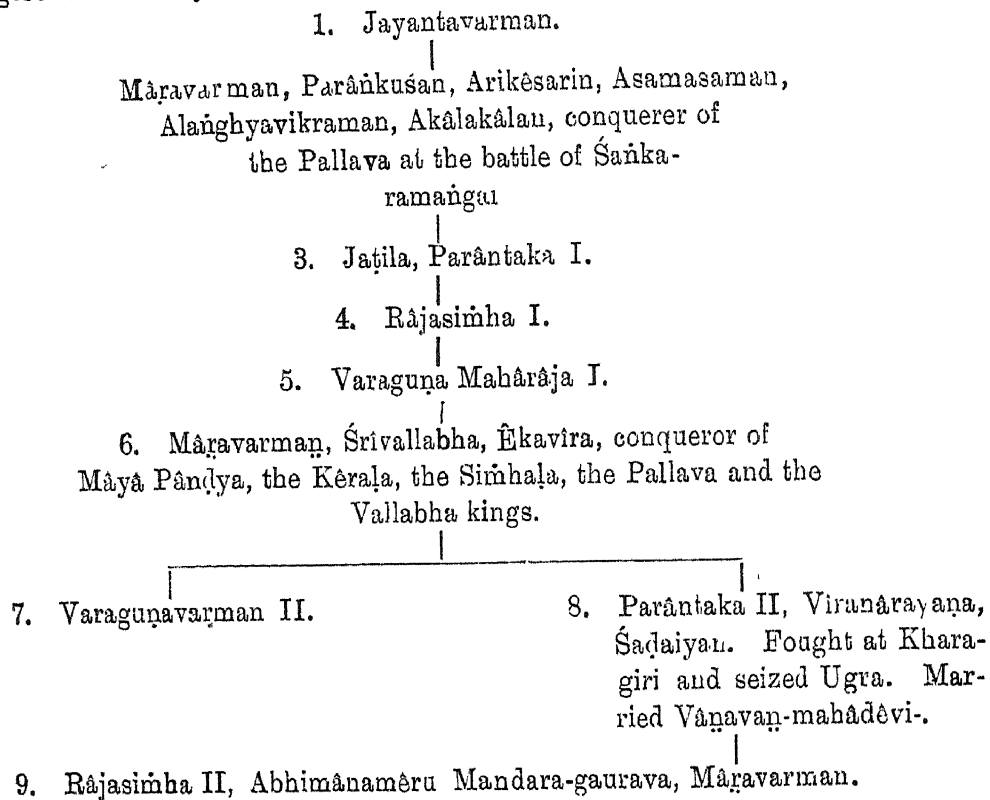 1. Jayantavarman.
Mâṟavarman, Parâṅkuśan, Arikêsarin, Asamasaman,
Alaṅghyavikraman, Akâlakâlan, conquerer of
the Pallava at the battle of Śaṅka-
ramaṅgai
3. Jaṭila, Parântaka I.
4. Râjasiṁha I.
5. Varaguṇa Mahârâja I.
6. Mâṟavarmaṉ, Śrîvallabha, Êkavîra, conqueror of
Mâyâ Pâṇḍya, the Kêraḷa, the Siṁhaḷa, the Pallava and the
Vallabha kings.
7. Varaguṇavarman II.
8. Parântaka II, Viranârayaṇa,
Śaḍaiyan. Fought at Khara-
giri and seized Ugra. Mar-
ried Vâṉavaṉ-mahâdêvi-.
9. Râjasiṁha II, Abhimânamêru Mandara-gaurava, Mâṟavarman.